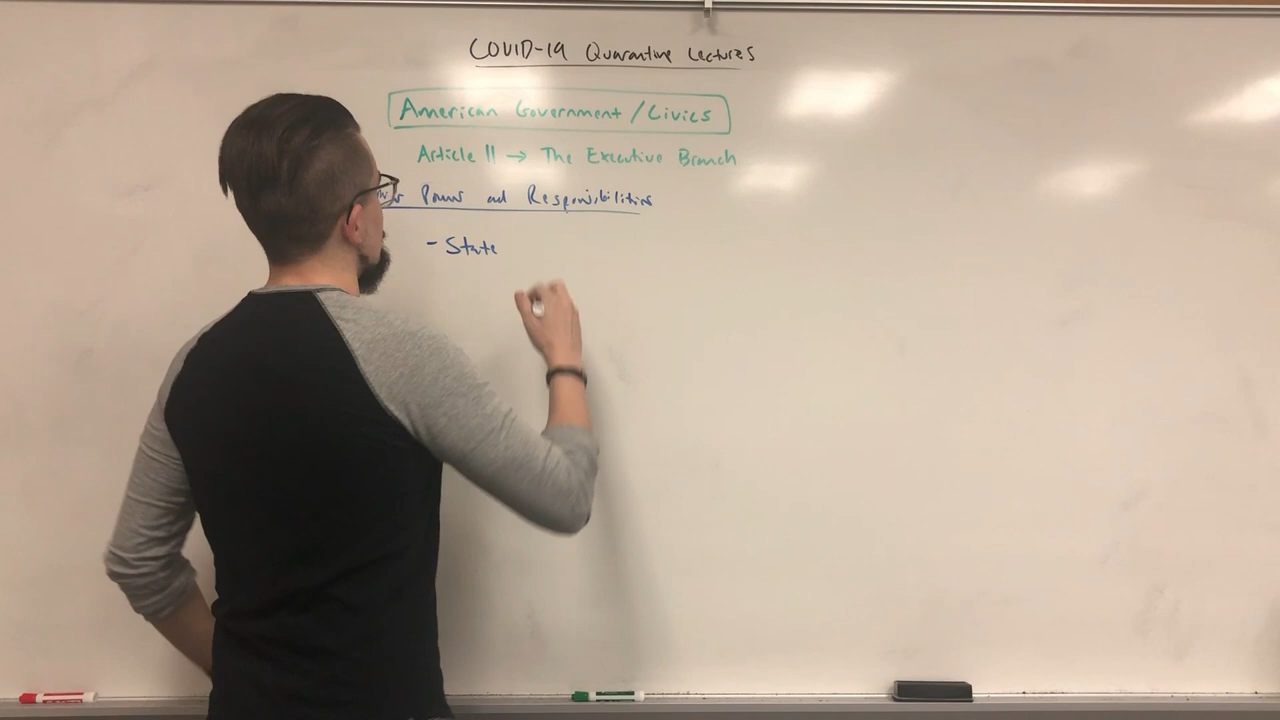 COVID-19 Quarantine Lectures
American Government/Civics
Article II → The Executive Branch
Powers and Responsibilities
- State